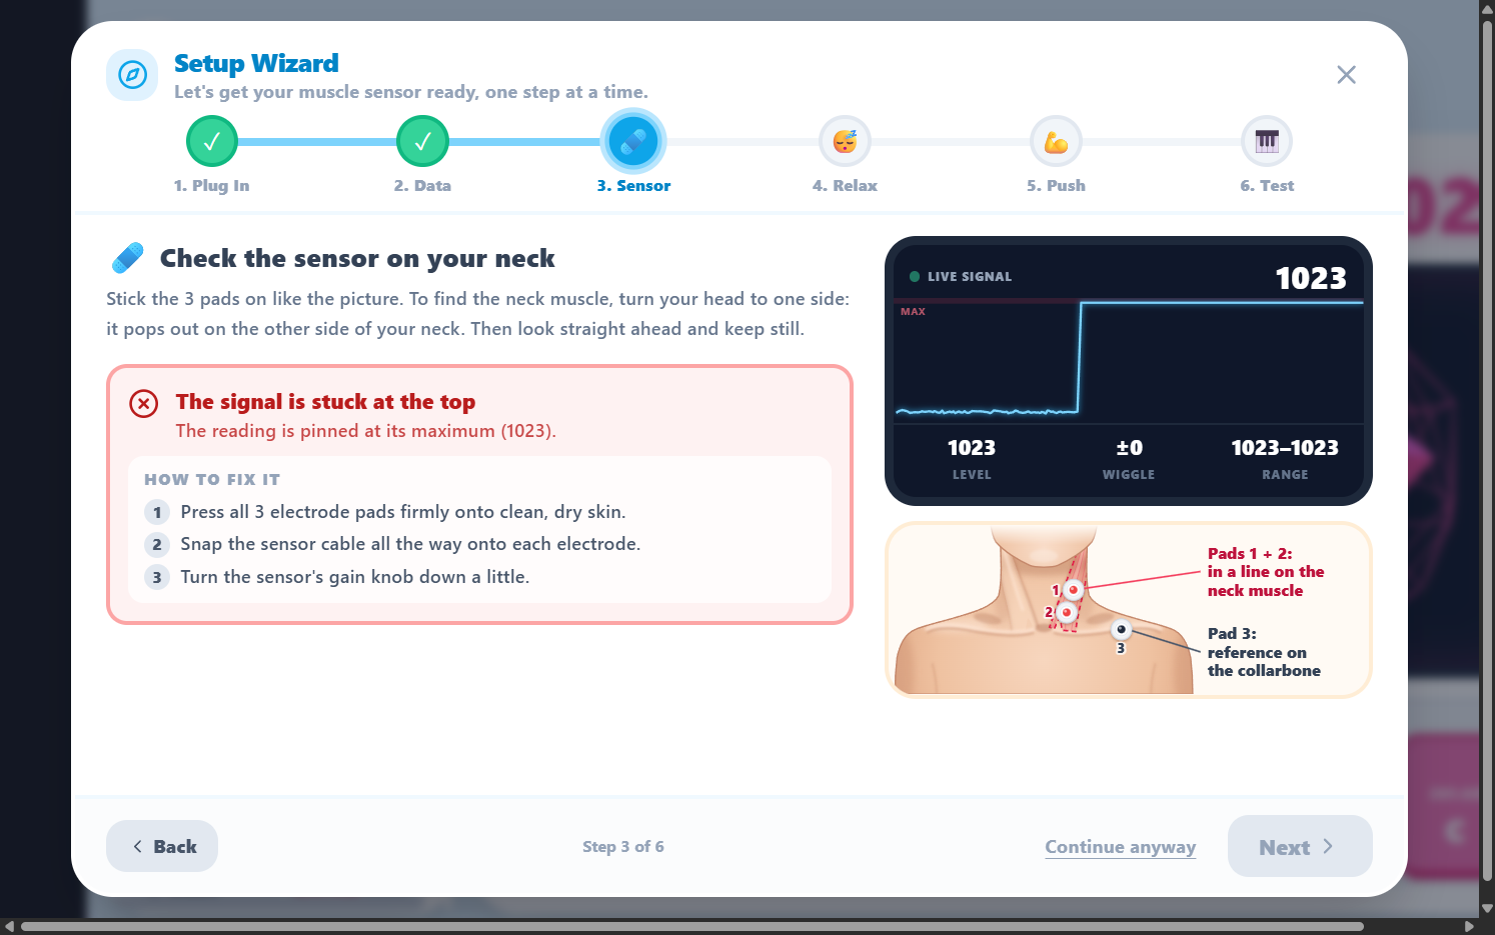 Setup Wizard
Let's get your muscle sensor ready, one step at a time.
1. Plug In
2. Data
3. Sensor
4. Relax
5. Push
6. Test
Check the sensor on your neck
Stick the 3 pads on like the picture. To find the neck muscle, turn your head to one side:
it pops out on the other side of your neck. Then look straight ahead and keep still.
The signal is stuck at the top
The reading is pinned at its maximum (1023).
HOW TO FIX IT
1 Press all 3 electrode pads firmly onto clean, dry skin.
2 Snap the sensor cable all the way onto each electrode.
3 Turn the sensor's gain knob down a little.
LIVE SIGNAL
1023
MAX
1023
LEVEL
±0
WIGGLE
1023–1023
RANGE
1
2
3
Pads 1 + 2:
in a line on the
neck muscle
Pad 3:
reference on
the collarbone
Back
Step 3 of 6
Continue anyway
Next
02
C